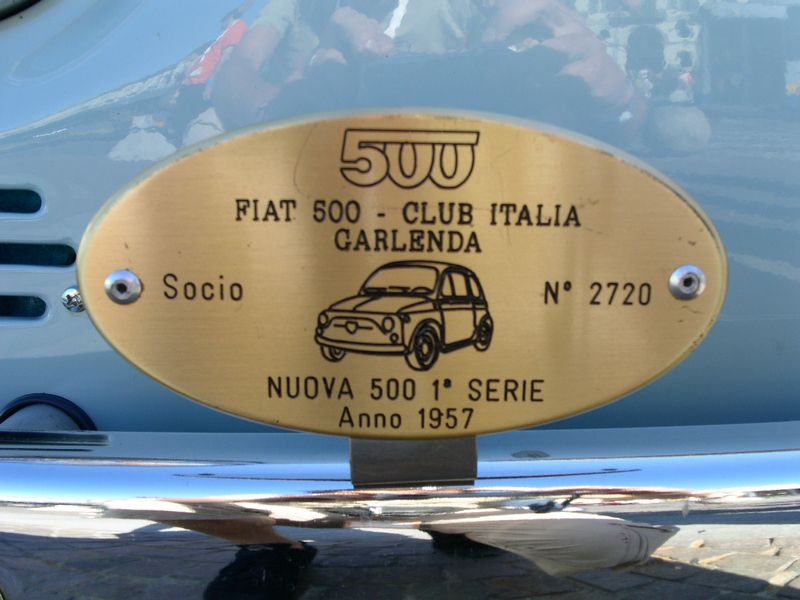 500
FIAT 500 - CLUB ITALIA
GARLENDA
Socio N° 2720
NUOVA 500 1ª SERIE
Anno 1957